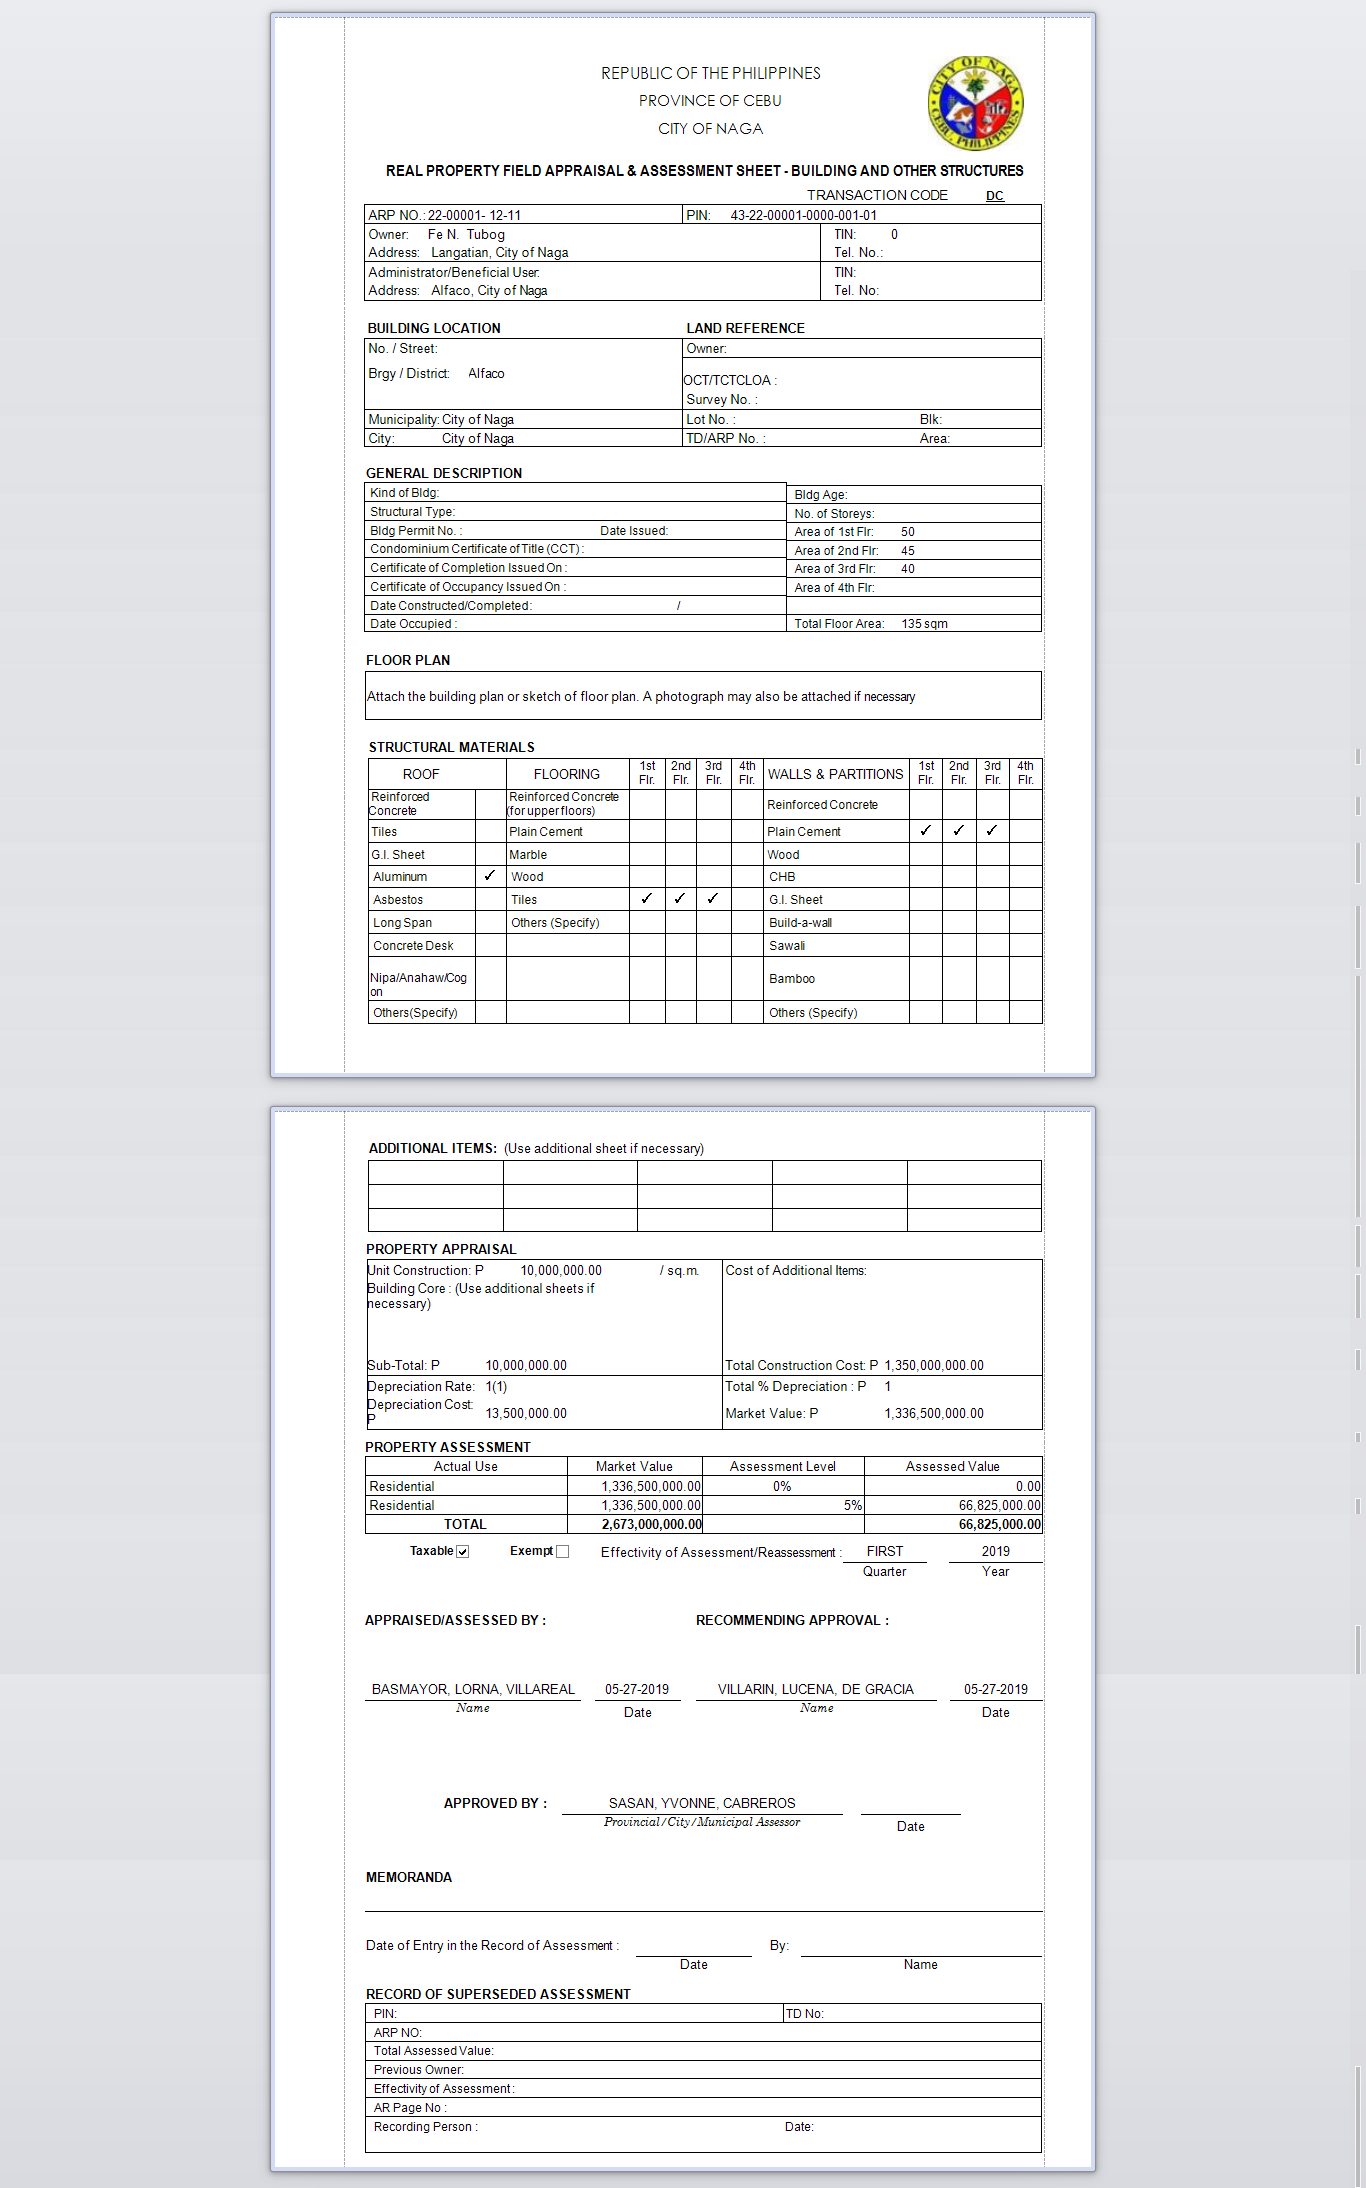 REPUBLIC OF THE PHILIPPINES
PROVINCE OF CEBU
CITY OF NAGA
CITY OF NAGA
CEBU, PHILIPPINES
REAL PROPERTY FIELD APPRAISAL & ASSESSMENT SHEET - BUILDING AND OTHER STRUCTURES
TRANSACTION CODE DC
ARP NO.: 22-00001- 12-11 PIN: 43-22-00001-0000-001-01
Owner: Fe N. Tubog TIN: 0
Address: Langatian, City of Naga Tel. No.:
Administrator/Beneficial User: TIN:
Address: Alfaco, City of Naga Tel. No:
BUILDING LOCATION LAND REFERENCE
No. / Street: Owner:
Brgy / District: Alfaco OCT/TCTCLOA :
Survey No. :
Municipality: City of Naga Lot No. : Blk:
City: City of Naga TD/ARP No. : Area:
GENERAL DESCRIPTION
Kind of Bldg: Bldg Age:
Structural Type: No. of Storeys:
Bldg Permit No. : Date Issued: Area of 1st Flr: 50
Condominium Certificate of Title (CCT) : Area of 2nd Flr: 45
Certificate of Completion Issued On : Area of 3rd Flr: 40
Certificate of Occupancy Issued On : Area of 4th Flr:
Date Constructed/Completed: /
Date Occupied : Total Floor Area: 135 sqm
FLOOR PLAN
Attach the building plan or sketch of floor plan. A photograph may also be attached if necessary
STRUCTURAL MATERIALS
ROOF FLOORING 1st Flr. 2nd Flr. 3rd Flr. 4th Flr. WALLS & PARTITIONS 1st Flr. 2nd Flr. 3rd Flr. 4th Flr.
Reinforced Concrete Reinforced Concrete (for upper floors) Reinforced Concrete
Tiles Plain Cement Plain Cement ✓ ✓ ✓
G.I. Sheet Marble Wood
Aluminum ✓ Wood CHB
Asbestos Tiles ✓ ✓ ✓ G.I. Sheet
Long Span Others (Specify) Build-a-wall
Concrete Desk Sawali
Nipa/Anahaw/Cogon Bamboo
Others(Specify) Others (Specify)
ADDITIONAL ITEMS: (Use additional sheet if necessary)
PROPERTY APPRAISAL
Unit Construction: P 10,000,000.00 / sq.m. Cost of Additional Items:
Building Core : (Use additional sheets if
necessary)
Sub-Total: P 10,000,000.00 Total Construction Cost: P 1,350,000,000.00
Depreciation Rate: 1(1) Total % Depreciation : P 1
Depreciation Cost: P 13,500,000.00 Market Value: P 1,336,500,000.00
PROPERTY ASSESSMENT
Actual Use Market Value Assessment Level Assessed Value
Residential 1,336,500,000.00 0% 0.00
Residential 1,336,500,000.00 5% 66,825,000.00
TOTAL 2,673,000,000.00 66,825,000.00
Taxable Exempt Effectivity of Assessment/Reassessment : FIRST 2019
Quarter Year
APPRAISED/ASSESSED BY : RECOMMENDING APPROVAL :
BASMAYOR, LORNA, VILLAREAL 05-27-2019 VILLARIN, LUCENA, DE GRACIA 05-27-2019
Name Date Name Date
APPROVED BY : SASAN, YVONNE, CABREROS
Provincial/City/Municipal Assessor Date
MEMORANDA
Date of Entry in the Record of Assessment : By:
Date Name
RECORD OF SUPERSEDED ASSESSMENT
PIN: TD No:
ARP NO:
Total Assessed Value:
Previous Owner:
Effectivity of Assessment :
AR Page No :
Recording Person : Date: